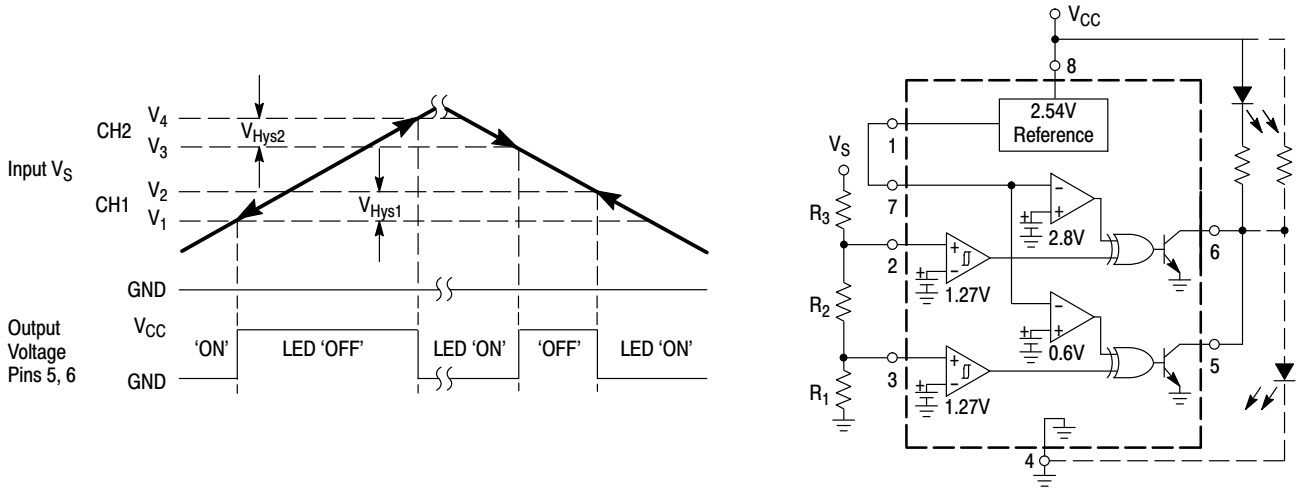 Input VS
CH2
V4
V3
VHys2
CH1
V2
V1
VHys1
GND
Output
Voltage
Pins 5, 6
VCC
GND
'ON'
LED 'OFF'
LED 'ON'
'OFF'
LED 'ON'
VCC
8
2.54V
Reference
1
VS
7
R3
2.8V
6
2
1.27V
R2
0.6V
5
3
1.27V
R1
4